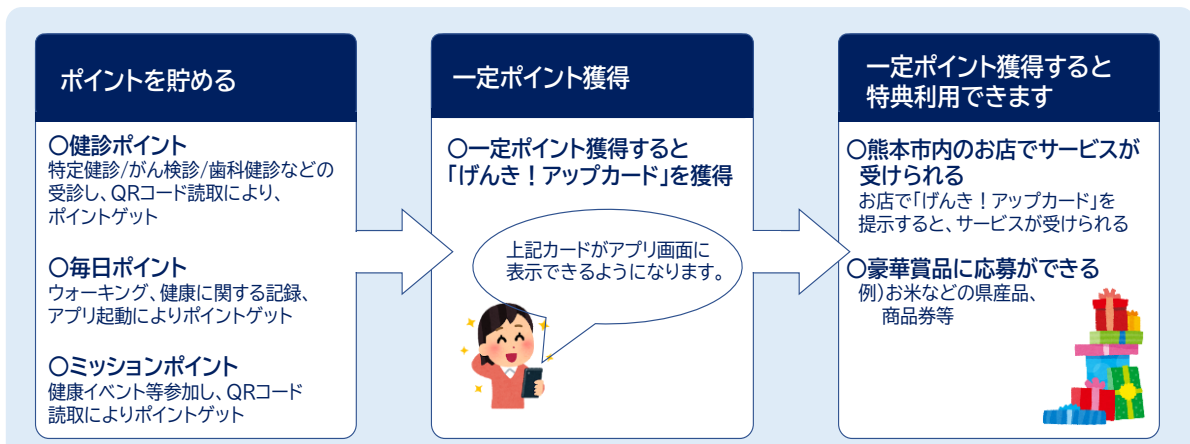 ポイントを貯める
〇健診ポイント
特定健診/がん検診/歯科健診などの
受診し、QRコード読取により、
ポイントゲット
〇毎日ポイント
ウォーキング、健康に関する記録、
アプリ起動によりポイントゲット
〇ミッションポイント
健康イベント等参加し、QRコード
読取によりポイントゲット
一定ポイント獲得
〇一定ポイント獲得すると
「げんき！アップカード」を獲得
上記カードがアプリ画面に
表示できるようになります。
一定ポイント獲得すると
特典利用できます
〇熊本市内のお店でサービスが
受けられる
お店で「げんき！アップカード」を
提示すると、サービスが受けられる
〇豪華賞品に応募ができる
例）お米などの県産品、
商品券等